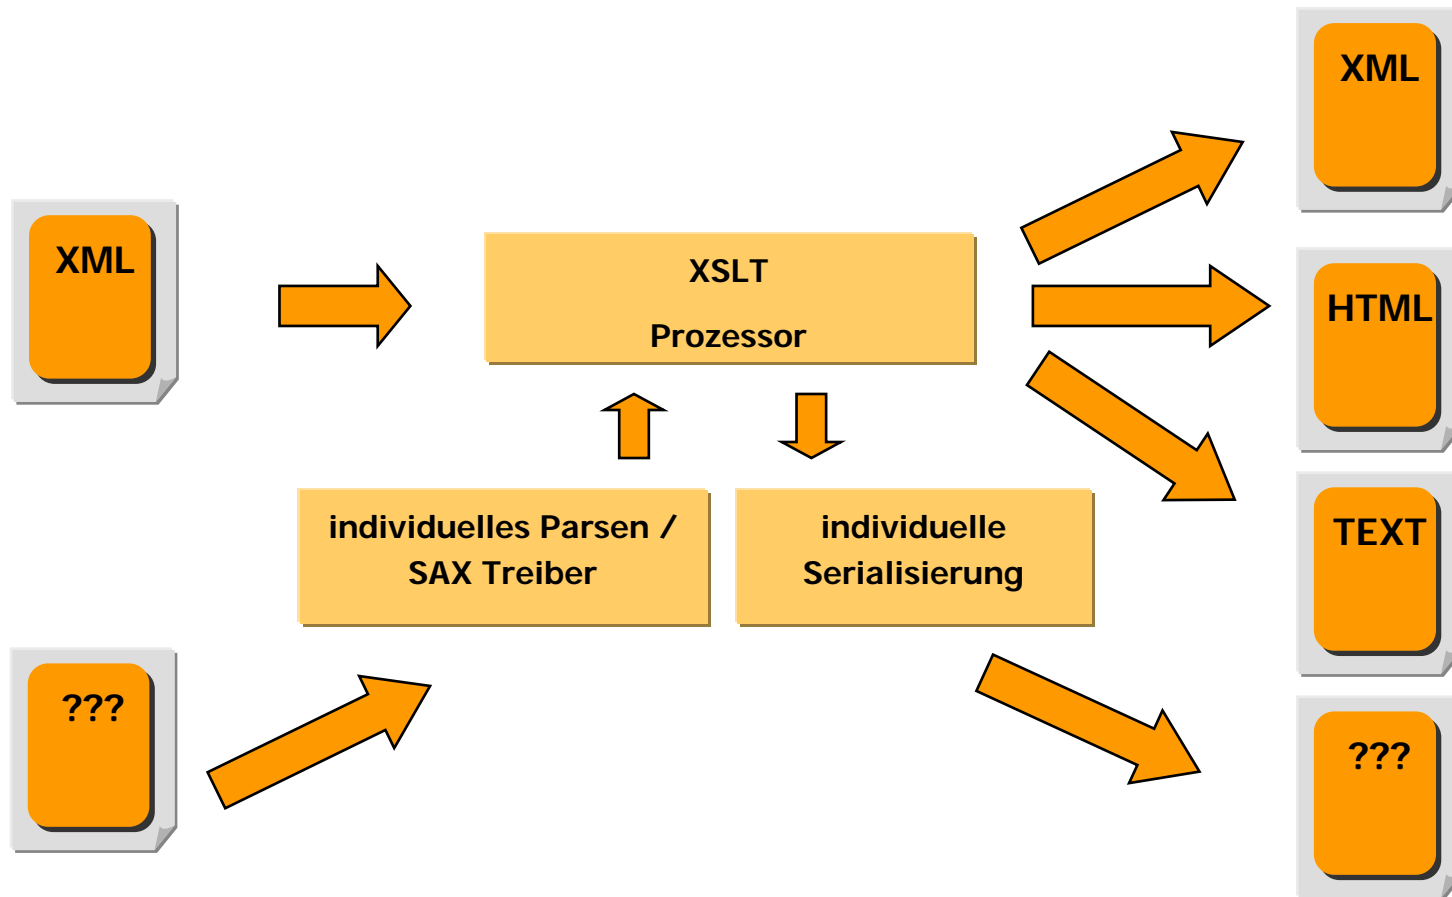 XML
XML
XSLT
Prozessor
HTML
individuelles Parsen /
SAX Treiber
individuelle
Serialisierung
TEXT
???
???